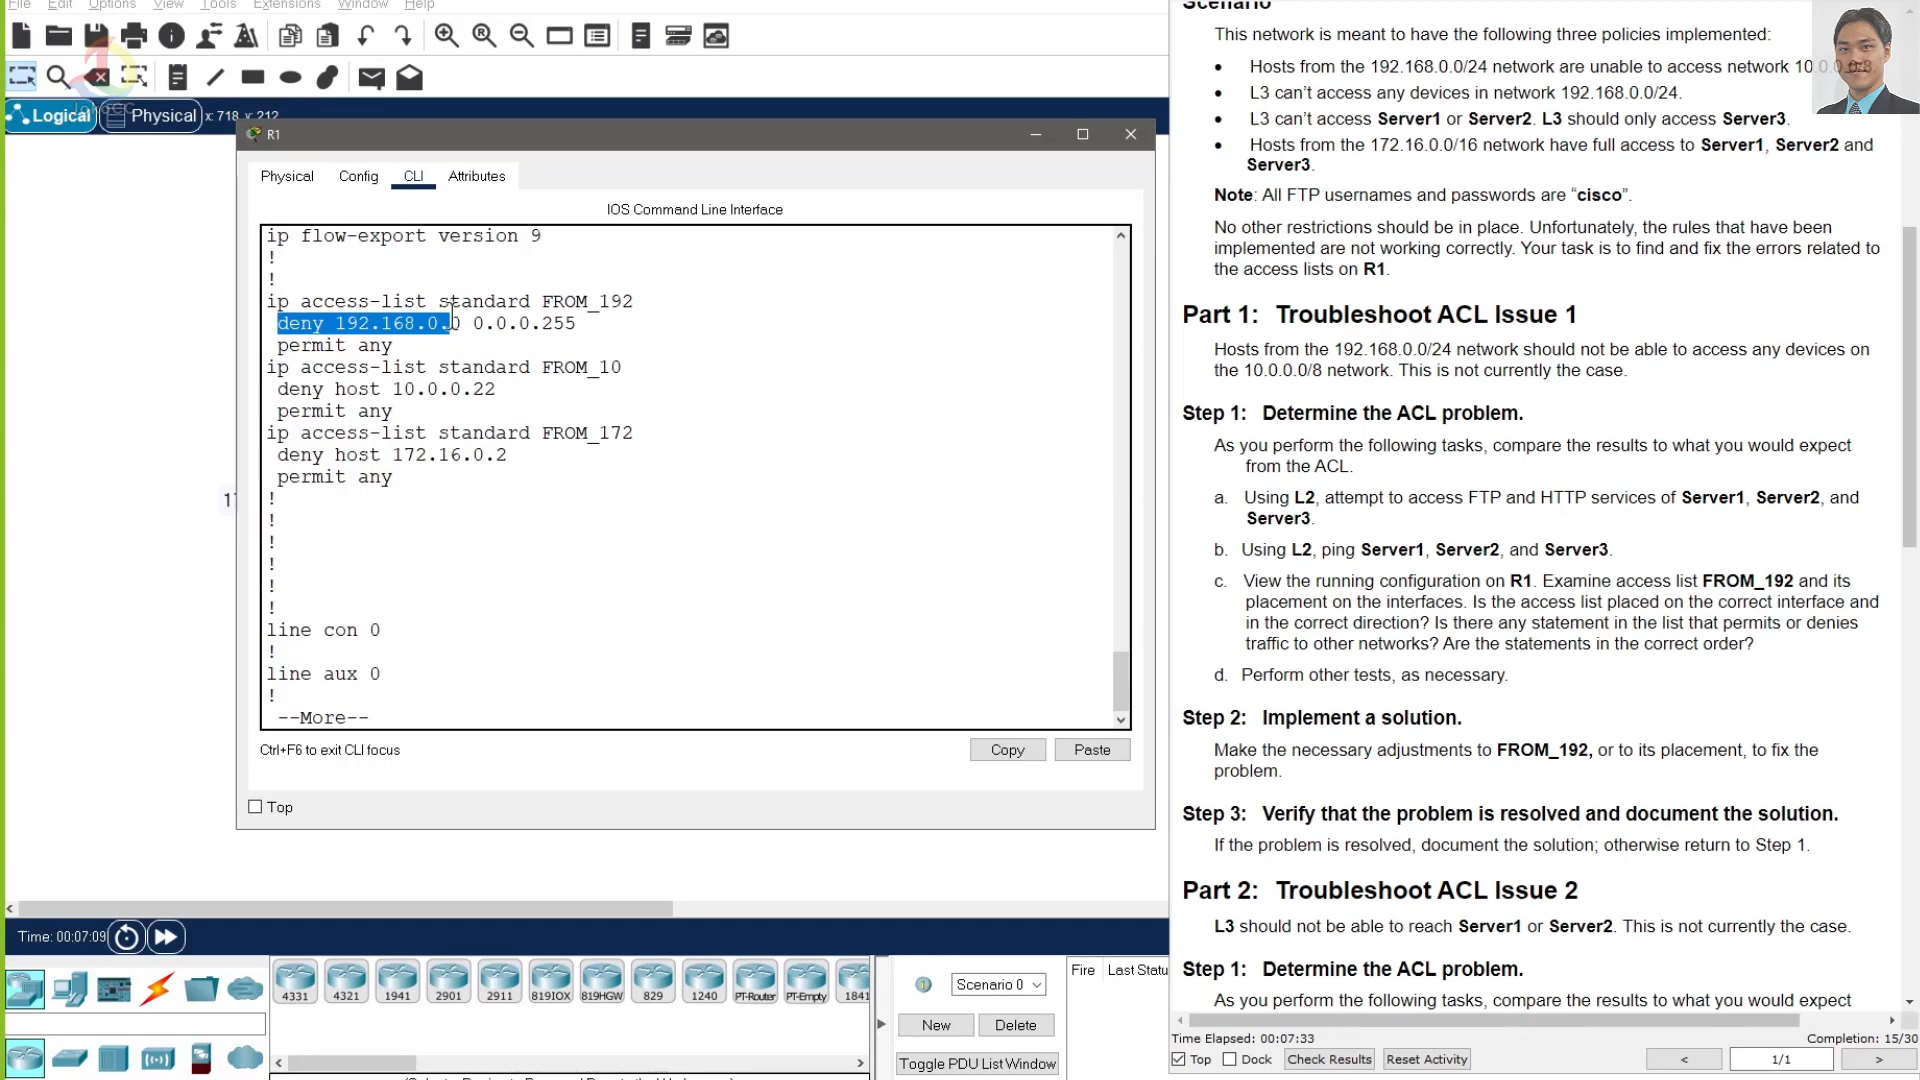 File Edit Options View Tools Extensions Window Help
Logical Physical x: 718, y: 212
R1
Physical Config CLI Attributes
IOS Command Line Interface
ip flow-export version 9
!
!
ip access-list standard FROM_192
deny 192.168.0.0 0.0.0.255
permit any
ip access-list standard FROM_10
deny host 10.0.0.22
permit any
ip access-list standard FROM_172
deny host 172.16.0.2
permit any
!
!
!
!
!
!
line con 0
!
line aux 0
!
--More--
Ctrl+F6 to exit CLI focus
Copy Paste
Top
Time: 00:07:09
4331 4321 1941 2901 2911 819IOX 819HGW 829 1240 PT-Router PT-Empty 1841
Scenario 0
New Delete
Toggle PDU List Window
Fire Last Statu
Scenario
This network is meant to have the following three policies implemented:
• Hosts from the 192.168.0.0/24 network are unable to access network 10.0.0.0/8
• L3 can’t access any devices in network 192.168.0.0/24.
• L3 can’t access Server1 or Server2. L3 should only access Server3.
• Hosts from the 172.16.0.0/16 network have full access to Server1, Server2 and
Server3.
Note: All FTP usernames and passwords are “cisco”.
No other restrictions should be in place. Unfortunately, the rules that have been
implemented are not working correctly. Your task is to find and fix the errors related to
the access lists on R1.
Part 1: Troubleshoot ACL Issue 1
Hosts from the 192.168.0.0/24 network should not be able to access any devices on
the 10.0.0.0/8 network. This is not currently the case.
Step 1: Determine the ACL problem.
As you perform the following tasks, compare the results to what you would expect
from the ACL.
a. Using L2, attempt to access FTP and HTTP services of Server1, Server2, and
Server3.
b. Using L2, ping Server1, Server2, and Server3.
c. View the running configuration on R1. Examine access list FROM_192 and its
placement on the interfaces. Is the access list placed on the correct interface and
in the correct direction? Is there any statement in the list that permits or denies
traffic to other networks? Are the statements in the correct order?
d. Perform other tests, as necessary.
Step 2: Implement a solution.
Make the necessary adjustments to FROM_192, or to its placement, to fix the
problem.
Step 3: Verify that the problem is resolved and document the solution.
If the problem is resolved, document the solution; otherwise return to Step 1.
Part 2: Troubleshoot ACL Issue 2
L3 should not be able to reach Server1 or Server2. This is not currently the case.
Step 1: Determine the ACL problem.
As you perform the following tasks, compare the results to what you would expect
Time Elapsed: 00:07:33 Completion: 15/30
Top Dock Check Results Reset Activity < 1/1 >